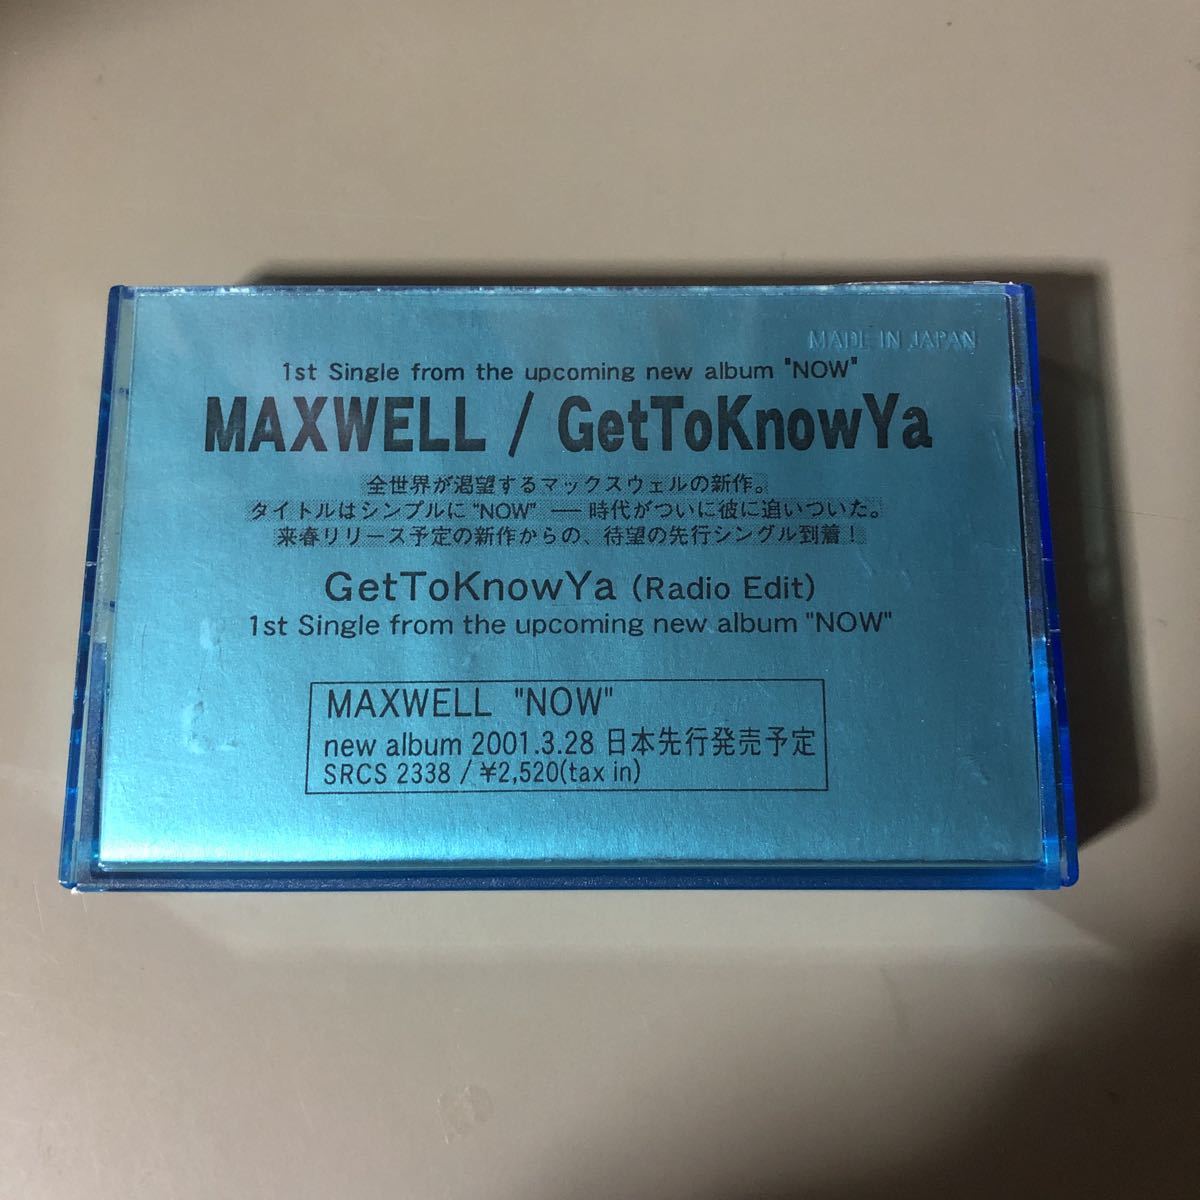 MADE IN JAPAN
1st Single from the upcoming new album "NOW"
MAXWELL / GetToKnowYa
全世界が渇望するマックスウェルの新作。
タイトルはシンプルに "NOW" ― 時代がついに彼に追いついた。
来春リリース予定の新作からの、待望の先行シングル到着！
GetToKnowYa (Radio Edit)
1st Single from the upcoming new album "NOW"
MAXWELL "NOW"
new album 2001.3.28 日本先行発売予定
SRCS 2338 / ¥2,520(tax in)